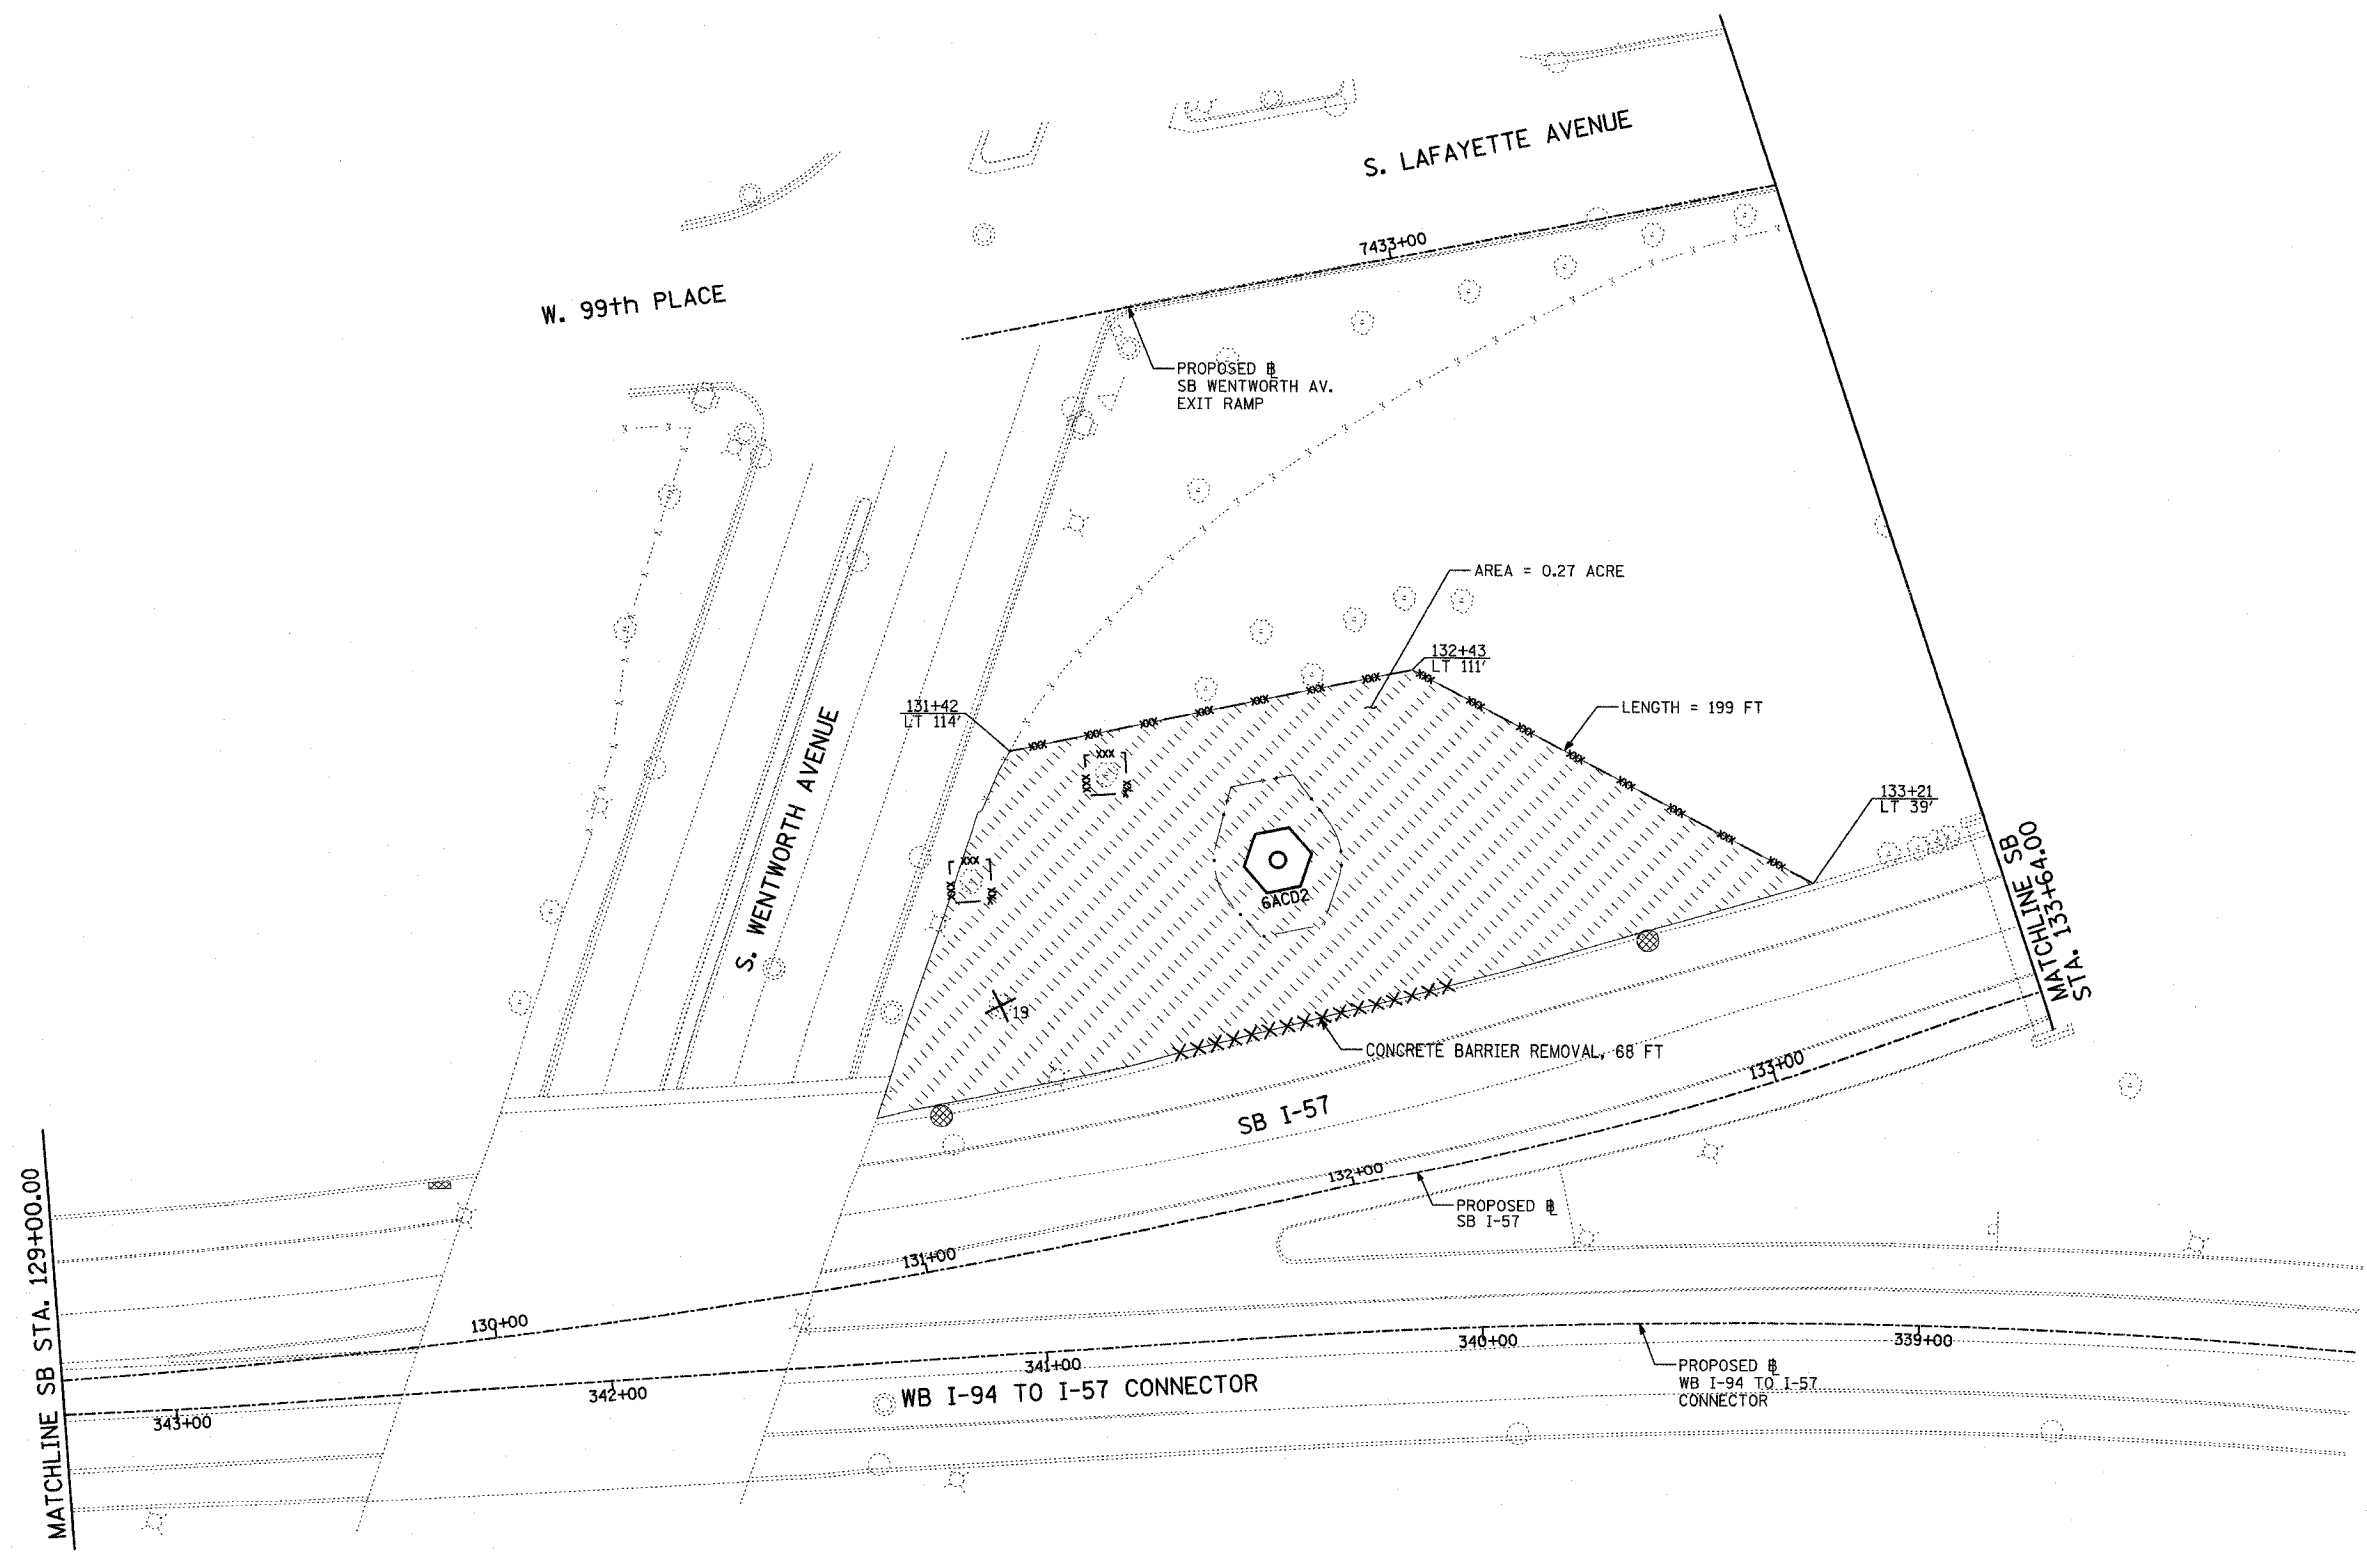 S. LAFAYETTE AVENUE
7433+00
W. 99th PLACE
PROPOSED BL
SB WENTWORTH AV.
EXIT RAMP
AREA = 0.27 ACRE
132+43
LT 111'
131+42
LT 114'
LENGTH = 199 FT
133+21
LT 39'
S. WENTWORTH AVENUE
6ACD2
19
MATCHLINE SB
STA. 133+64.00
CONCRETE BARRIER REMOVAL, 68 FT
SB I-57
133+00
132+00
131+00
130+00
PROPOSED BL
SB I-57
MATCHLINE SB STA. 129+00.00
343+00
342+00
341+00
340+00
339+00
WB I-94 TO I-57 CONNECTOR
PROPOSED BL
WB I-94 TO I-57
CONNECTOR